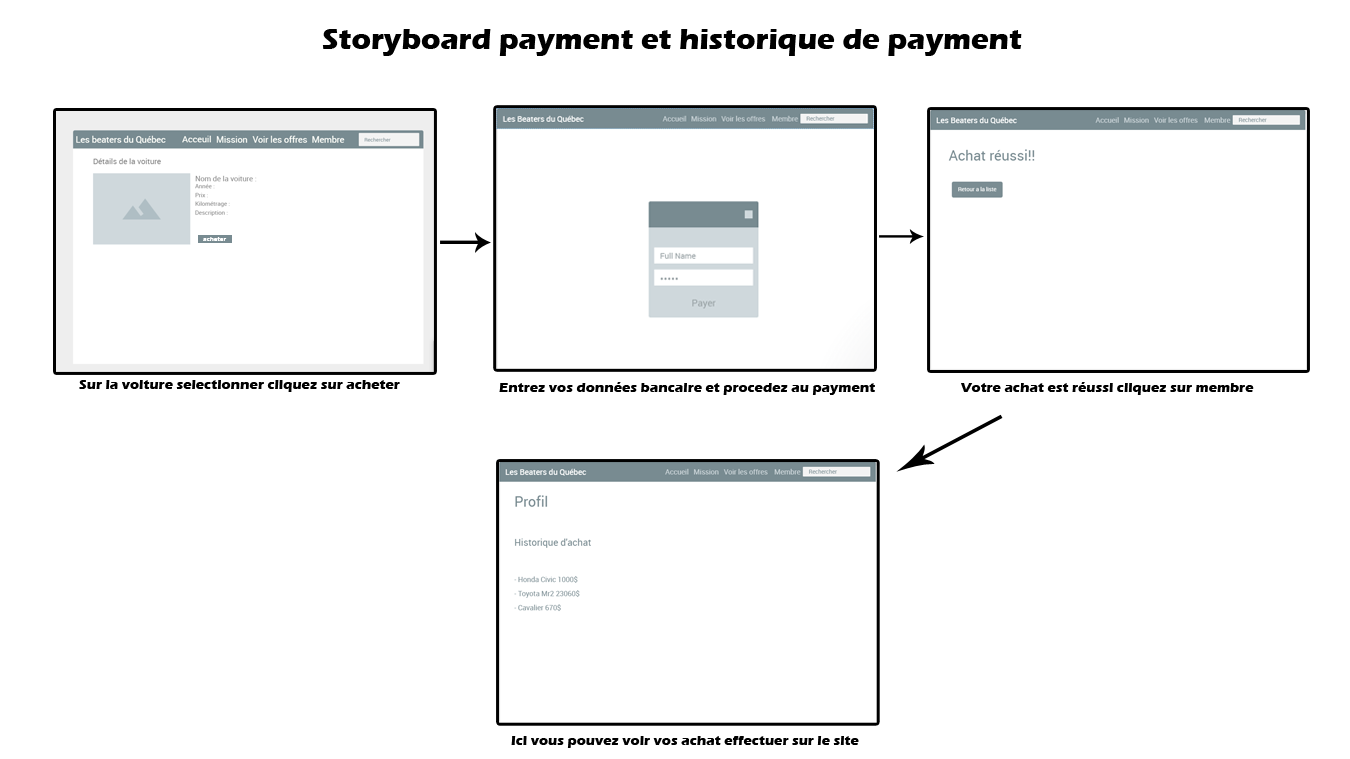 Storyboard payment et historique de payment
Les beaters du Québec Acceuil Mission Voir les offres Membre Rechercher
Détails de la voiture
Nom de la voiture :
Année :
Prix :
Kilométrage :
Description :
acheter
Sur la voiture selectionner cliquez sur acheter
Les Beaters du Québec Accueil Mission Voir les offres Membre Rechercher
Full Name
*****
Payer
Entrez vos données bancaire et procedez au payment
Les Beaters du Québec Accueil Mission Voir les offres Membre Rechercher
Achat réussi!!
Retour a la liste
Votre achat est réussi cliquez sur membre
Les Beaters du Québec Accueil Mission Voir les offres Membre Rechercher
Profil
Historique d'achat
- Honda Civic 1000$
- Toyota Mr2 23060$
- Cavalier 670$
Ici vous pouvez voir vos achat effectuer sur le site